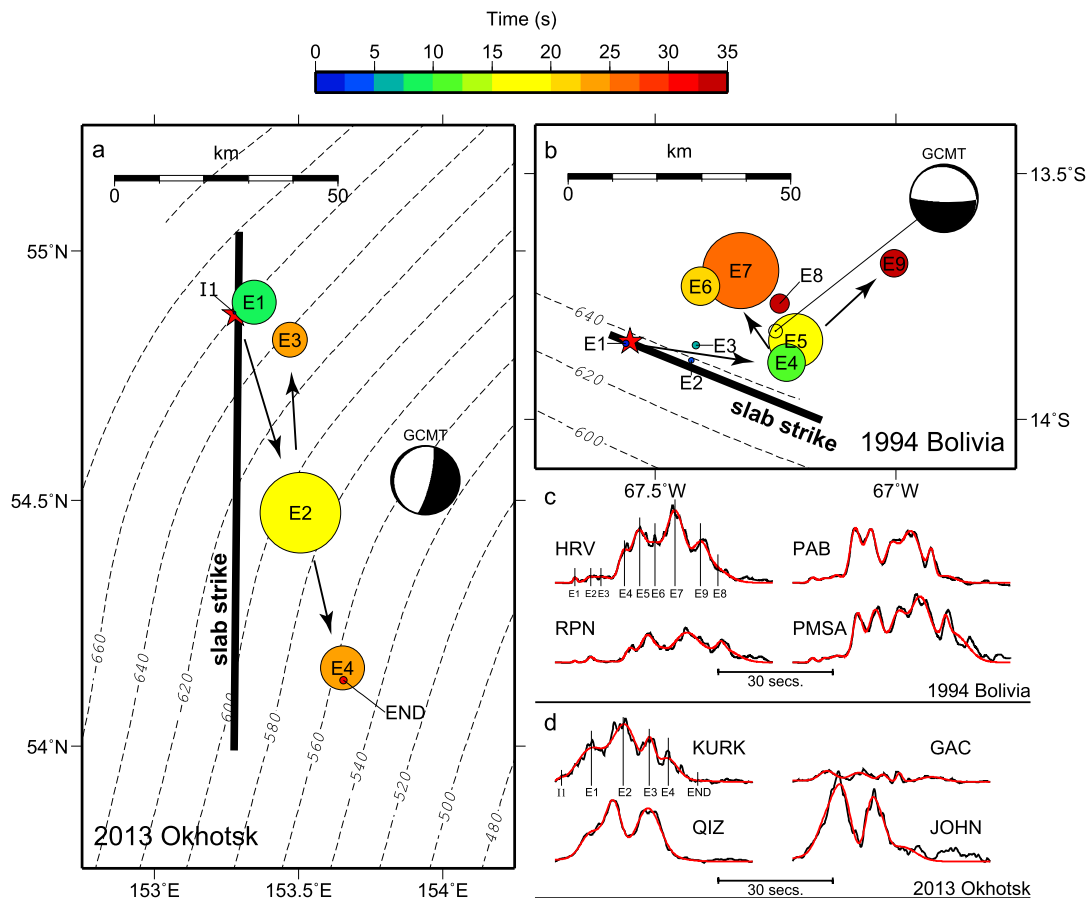 Time (s)
0 5 10 15 20 25 30 35
a
km
0 50
55°N
54.5°N
54°N
I1
E1
E3
E2
GCMT
E4
END
slab strike
660
640
620
600
580
560
540
520
500
480
2013 Okhotsk
153°E 153.5°E 154°E
b
km
0 50
GCMT
13.5°S
14°S
E7
E6
E8
E9
E5
E4
E1
E3
E2
640
620
600
slab strike
1994 Bolivia
67.5°W 67°W
c
HRV
E1 E2 E3 E4 E5 E6 E7 E9 E8
PAB
RPN
PMSA
30 secs.
1994 Bolivia
d
KURK
I1 E1 E2 E3 E4 END
GAC
QIZ
JOHN
30 secs.
2013 Okhotsk